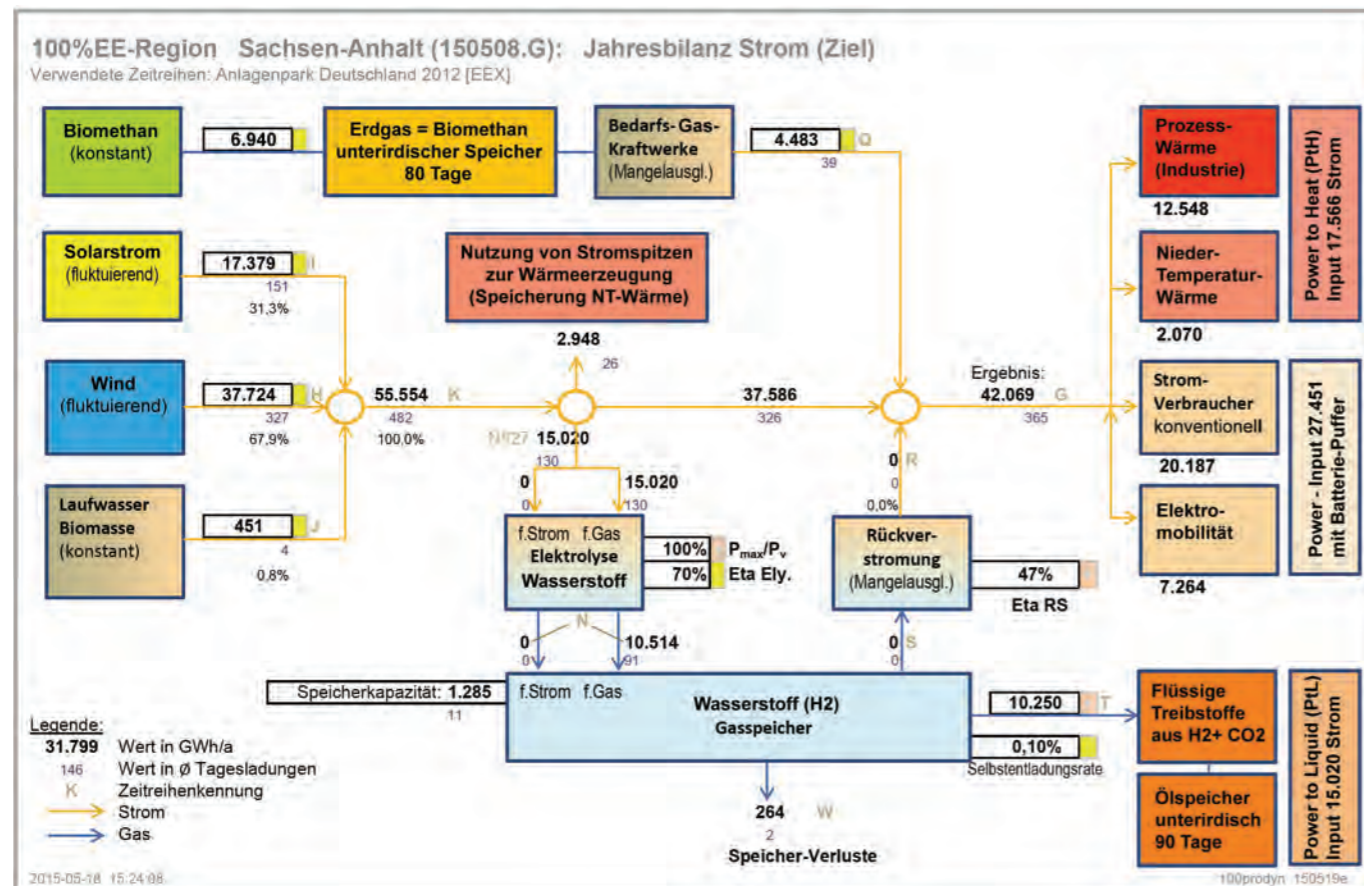 100%EE-Region Sachsen-Anhalt (150508.G): Jahresbilanz Strom (Ziel)
Verwendete Zeitreihen: Anlagenpark Deutschland 2012 [EEX]
Biomethan
(konstant)
6.940
Erdgas = Biomethan
unterirdischer Speicher
80 Tage
Bedarfs-Gas-
Kraftwerke
(Mangelausgl.)
4.483 Q
39
Prozess-
Wärme
(Industrie)
12.548
Nieder-
Temperatur-
Wärme
2.070
Power to Heat (PtH)
Input 17.566 Strom
Solarstrom
(fluktuierend)
17.379 I
151
31,3%
Nutzung von Stromspitzen
zur Wärmeerzeugung
(Speicherung NT-Wärme)
2.948
26
Wind
(fluktuierend)
37.724 H
327
67,9%
55.554 K
482
100,0%
37.586
326
Ergebnis:
42.069 G
365
Strom-
Verbraucher
konventionell
20.187
Elektro-
mobilität
7.264
Power - Input 27.451
mit Batterie-Puffer
Laufwasser
Biomasse
(konstant)
451 J
4
0,8%
15.020
130
0 15.020
0 130
f.Strom f.Gas
Elektrolyse
Wasserstoff
100% Pmax/Pv
70% Eta Ely.
0 R
0
0,0%
Rückver-
stromung
(Mangelausgl.)
47%
Eta RS
N
0 10.514
0 91
0 S
0
Speicherkapazität: 1.285
11
f.Strom f.Gas
Wasserstoff (H2)
Gasspeicher
10.250 T
0,10%
Selbstentladungsrate
Flüssige
Treibstoffe
aus H2+ CO2
Ölspeicher
unterirdisch
90 Tage
Power to Liquid (PtL)
Input 15.020 Strom
264 W
2
Speicher-Verluste
Legende:
31.799 Wert in GWh/a
146 Wert in Ø Tagesladungen
K Zeitreihenkennung
Strom
Gas
2015-05-18 15:24:08
100prodyn 150519e